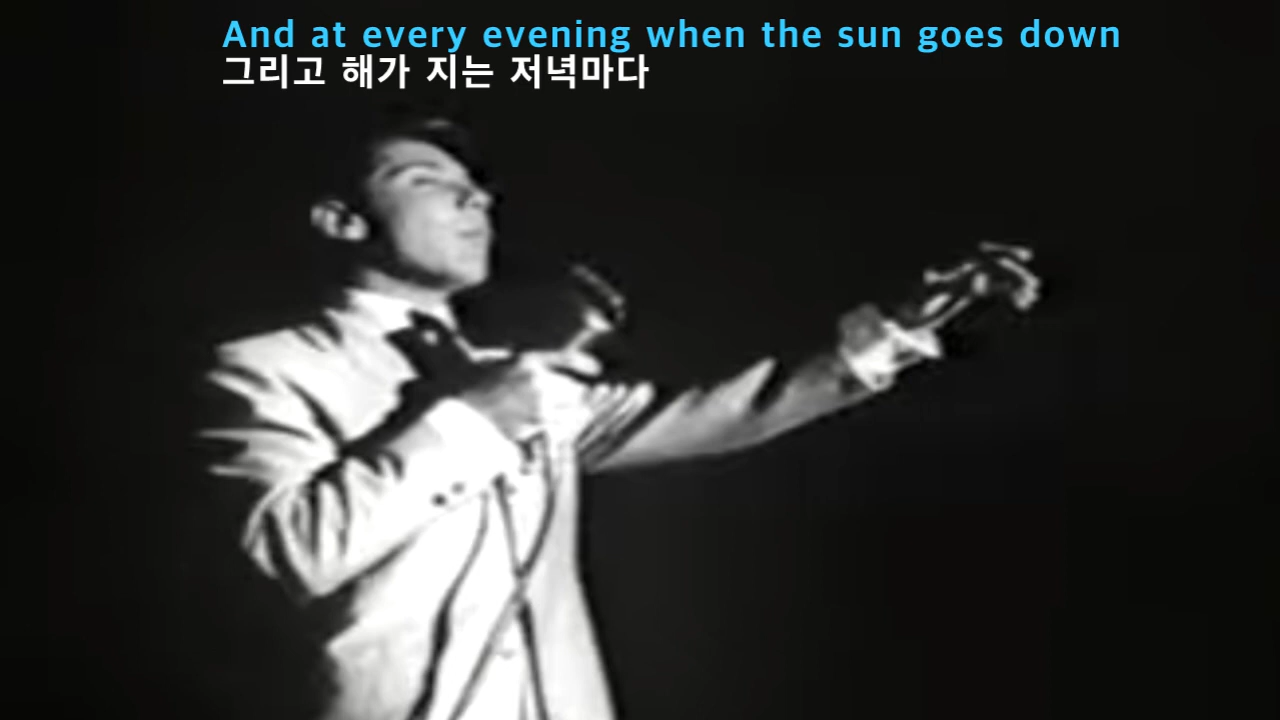 And at every evening when the sun goes down
그리고 해가 지는 저녁마다